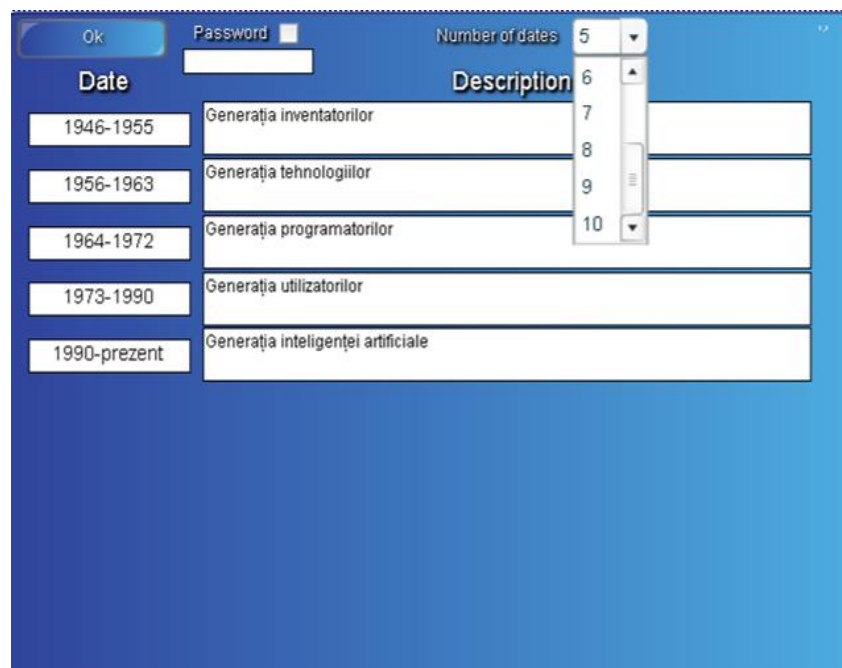 Ok Password Number of dates 5
Date Description
6
7
8
9
10
1946-1955 Generația inventatorilor
1956-1963 Generația tehnologiilor
1964-1972 Generația programatorilor
1973-1990 Generația utilizatorilor
1990-prezent Generația inteligenței artificiale